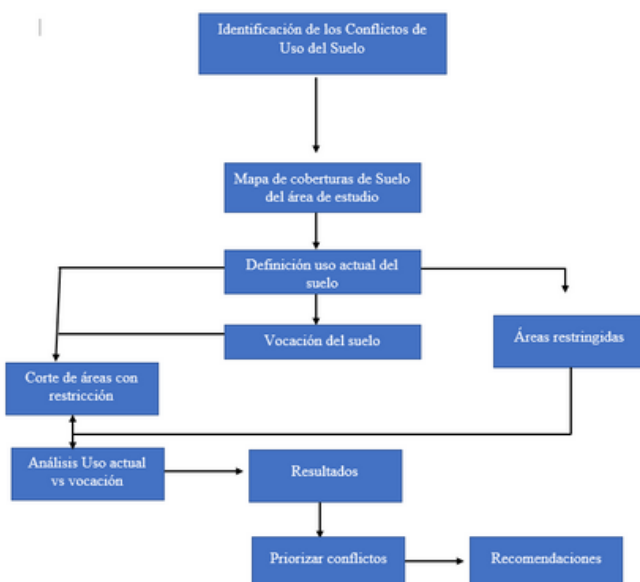 Identificación de los Conflictos de
Uso del Suelo
Mapa de coberturas de Suelo
del área de estudio
Definición uso actual del
suelo
Vocación del suelo
Áreas restringidas
Corte de áreas con
restricción
Análisis Uso actual
vs vocación
Resultados
Priorizar conflictos
Recomendaciones